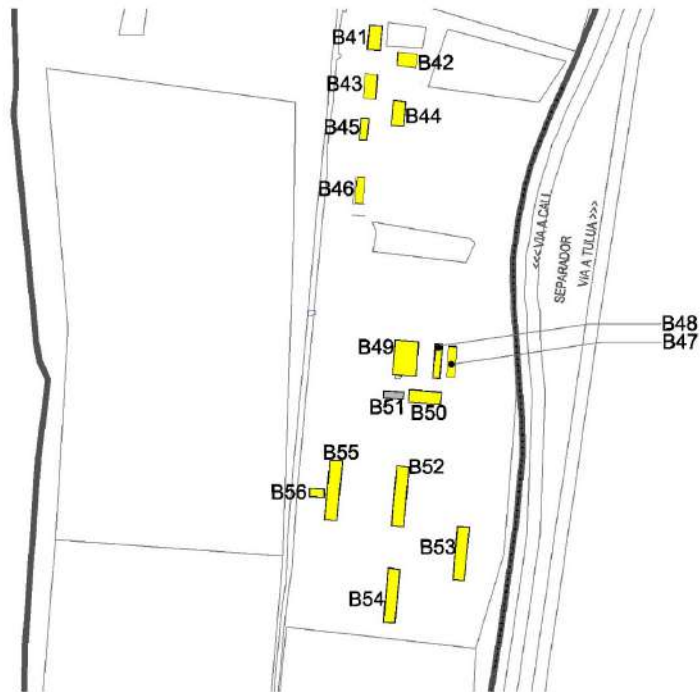 B41
B42
B43
B44
B45
B46
<<< VIA A CALI
SEPARADOR
VIA A TULUA >>>
B48
B47
B49
B51
B50
B55
B52
B56
B53
B54